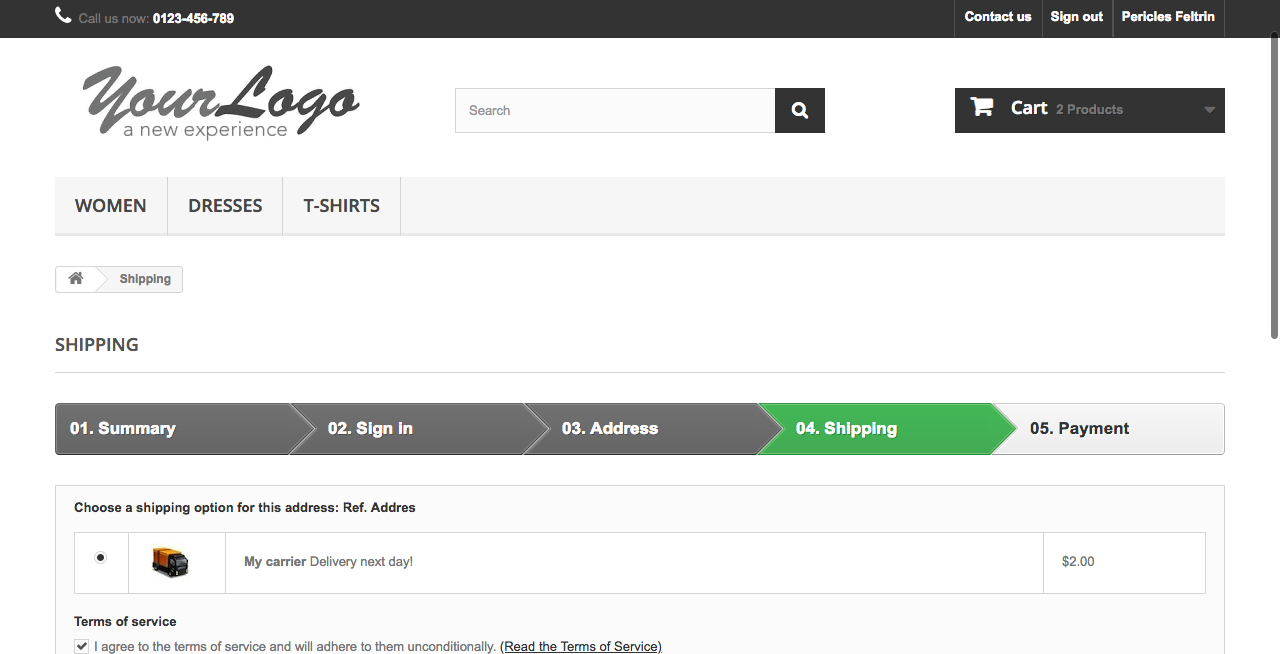 Call us now: 0123-456-789
Contact us
Sign out
Pericles Feltrin
Your Logo
a new experience
Search
Cart 2 Products
WOMEN
DRESSES
T-SHIRTS
Shipping
SHIPPING
01. Summary
02. Sign in
03. Address
04. Shipping
05. Payment
Choose a shipping option for this address: Ref. Addres
My carrier Delivery next day!
$2.00
Terms of service
I agree to the terms of service and will adhere to them unconditionally. (Read the Terms of Service)